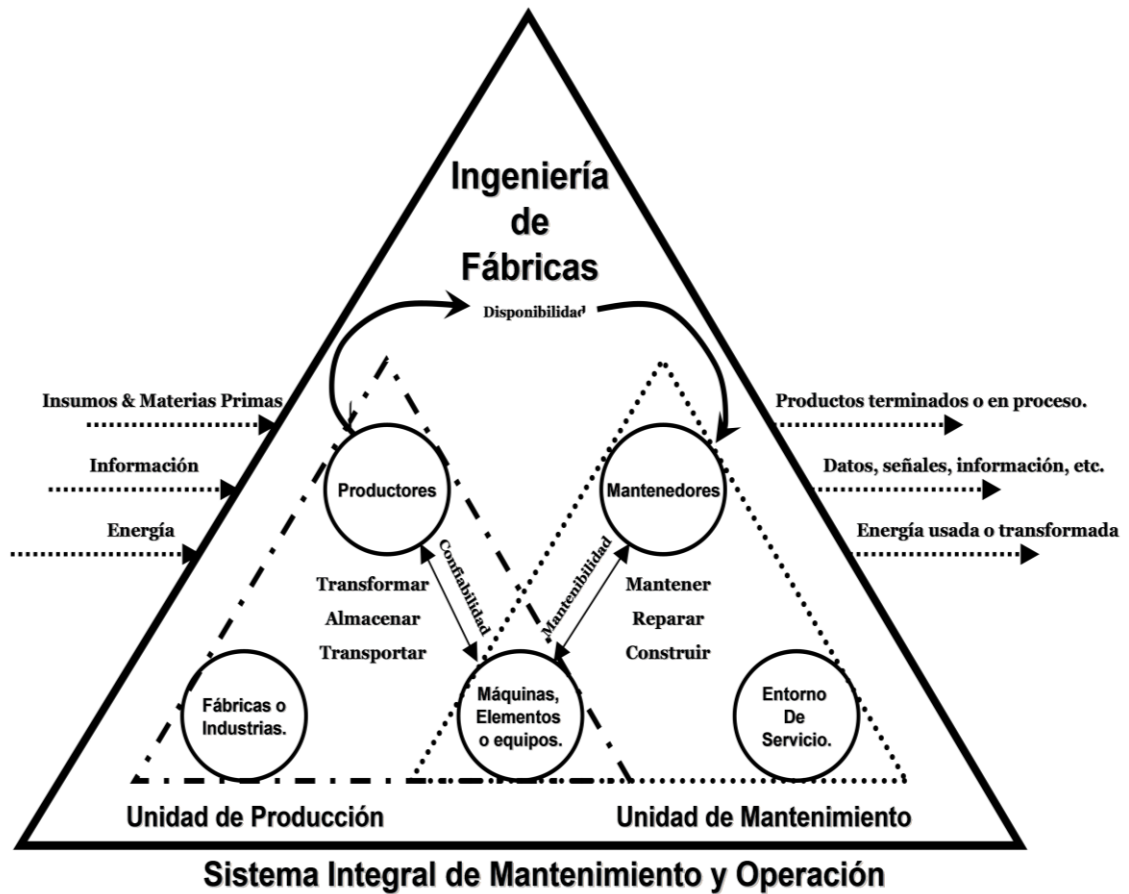 Ingeniería
de
Fábricas
Disponibilidad
Insumos & Materias Primas
Información
Energía
Productos terminados o en proceso.
Datos, señales, información, etc.
Energía usada o transformada
Productores
Mantenedores
Confiabilidad
Mantenibilidad
Transformar
Almacenar
Transportar
Mantener
Reparar
Construir
Fábricas o
Industrias.
Máquinas,
Elementos
o equipos.
Entorno
De
Servicio.
Unidad de Producción
Unidad de Mantenimiento
Sistema Integral de Mantenimiento y Operación